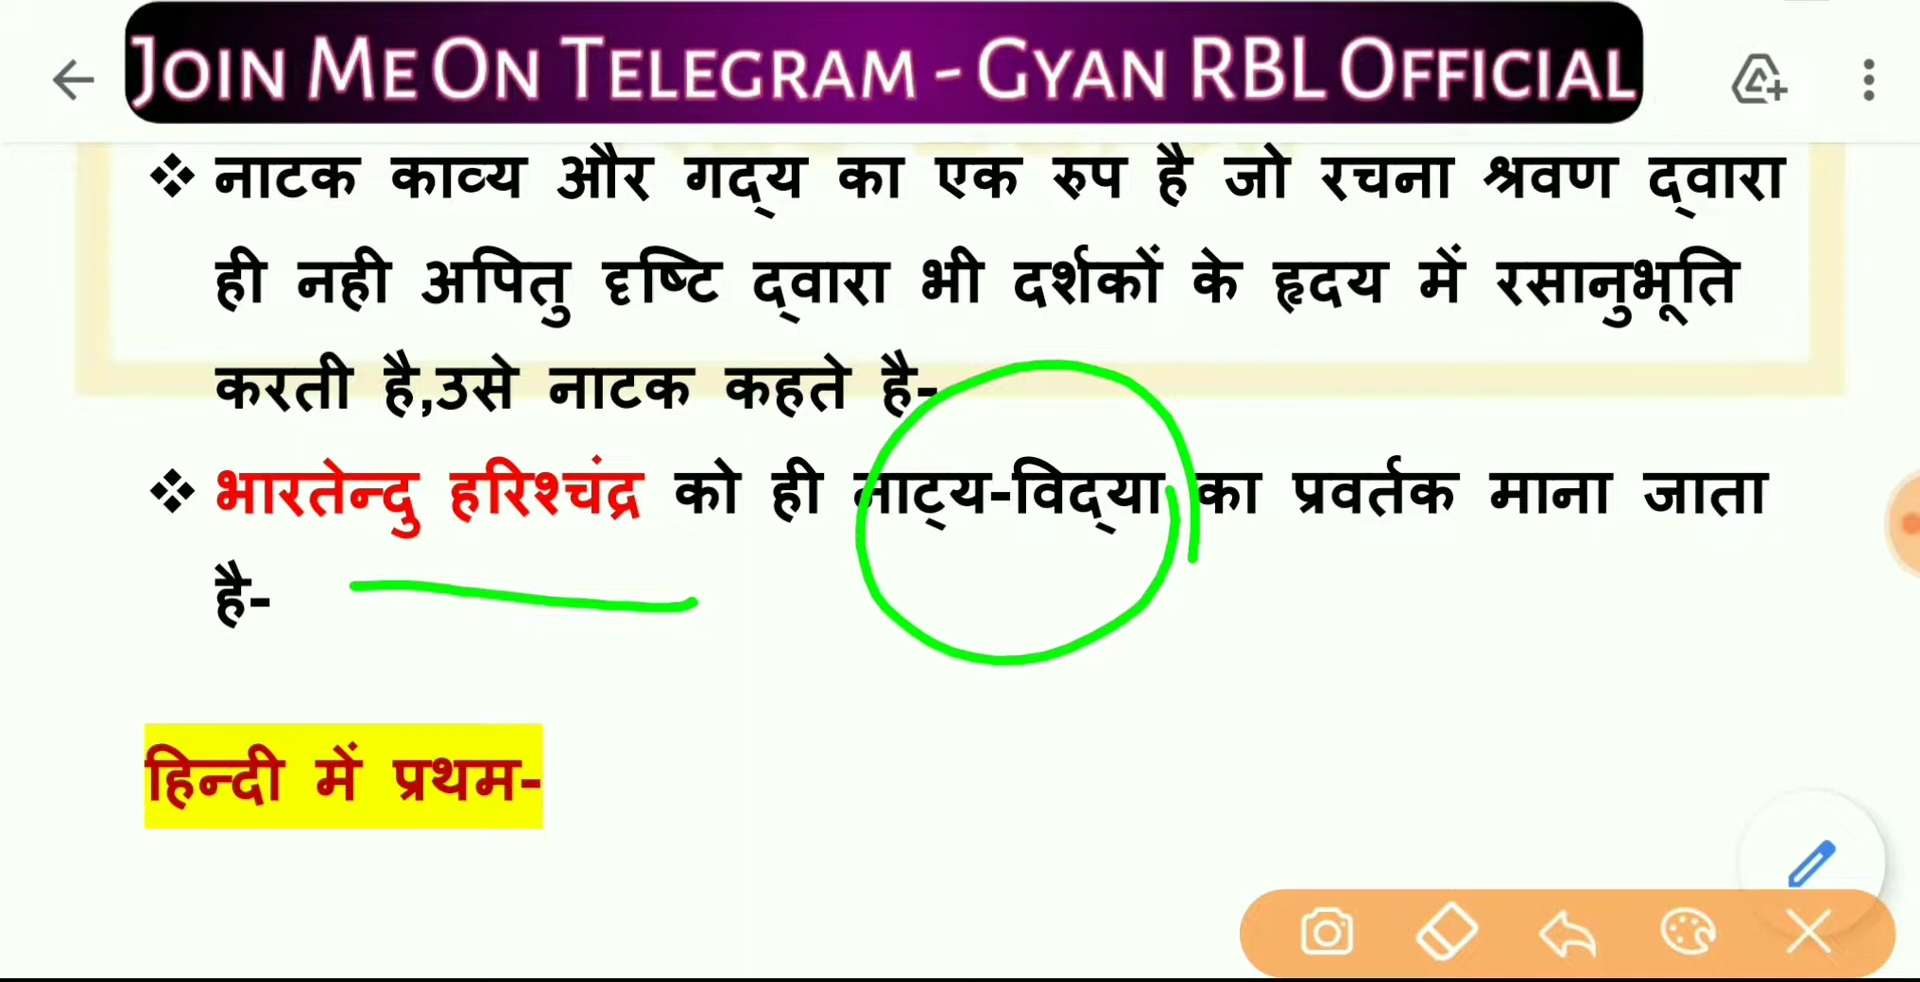 JOIN ME ON TELEGRAM - GYAN RBL OFFICIAL
❖ नाटक काव्य और गद्य का एक रुप है जो रचना श्रवण द्वारा
ही नही अपितु दृष्टि द्वारा भी दर्शकों के हृदय में रसानुभूति
करती है,उसे नाटक कहते है-
❖ भारतेन्दु हरिश्चंद्र को ही नाट्य-विद्या का प्रवर्तक माना जाता
है-
हिन्दी में प्रथम-